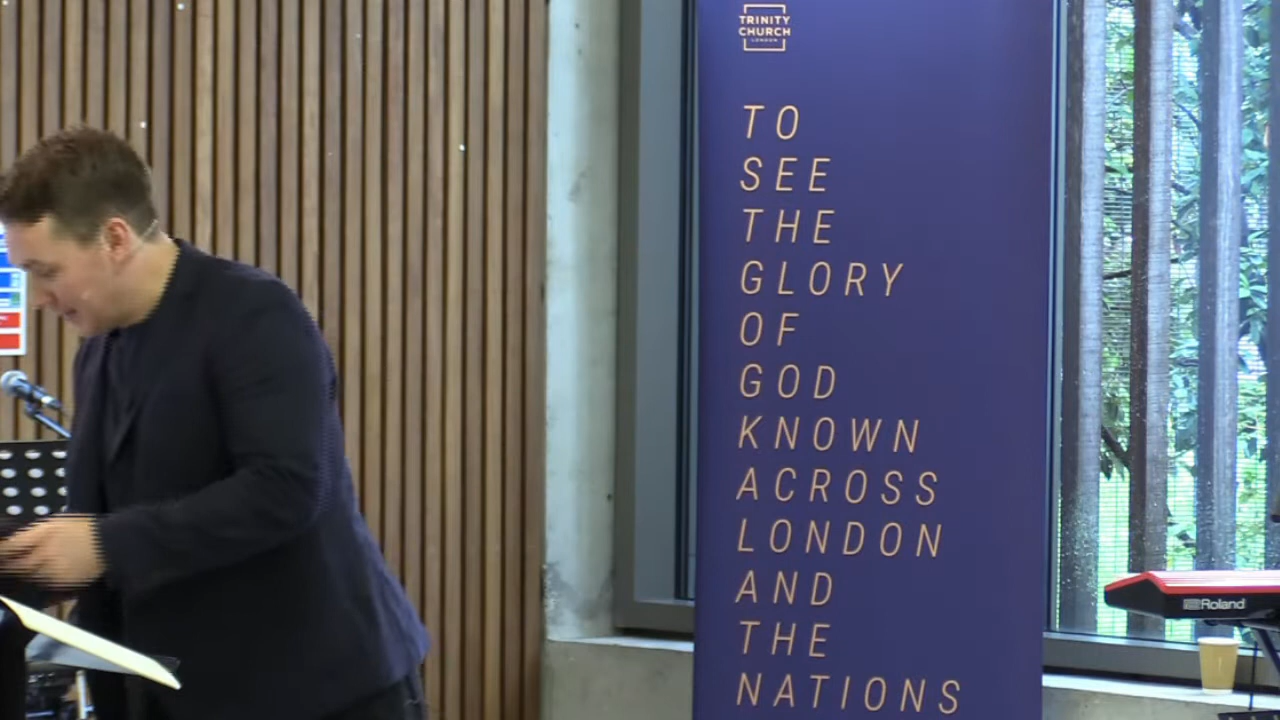 TRINITY
CHURCH
LONDON
TO
SEE
THE
GLORY
OF
GOD
KNOWN
ACROSS
LONDON
AND
THE
NATIONS
Roland